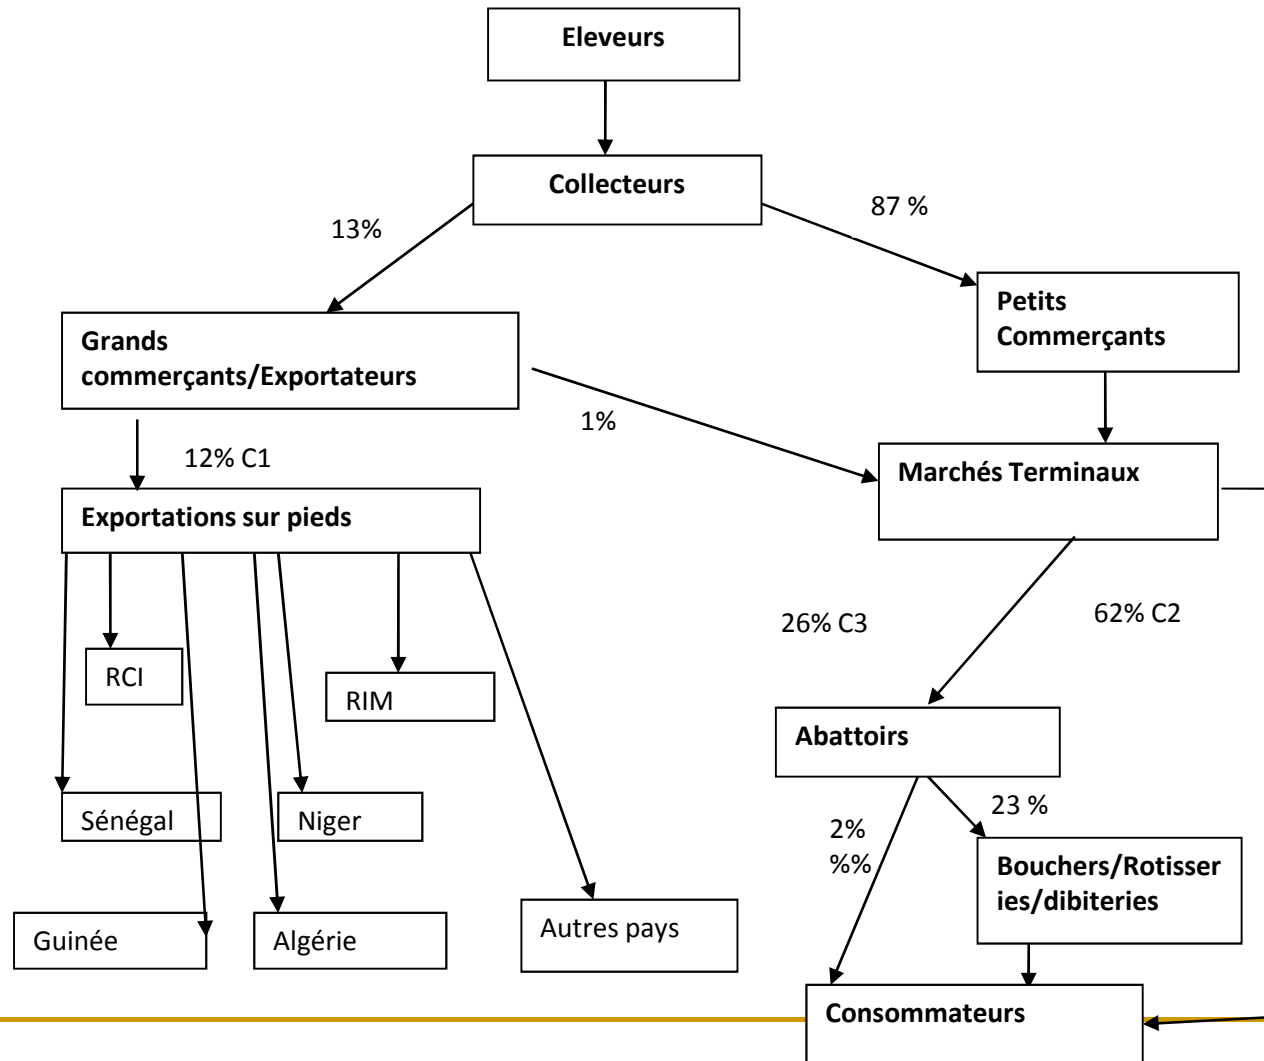 Eleveurs
Collecteurs
87 %
13%
Petits
Commerçants
Grands
commerçants/Exportateurs
1%
12% C1
Marchés Terminaux
Exportations sur pieds
26% C3
62% C2
RCI
RIM
Abattoirs
Sénégal
Niger
2%
%%
23 %
Bouchers/Rotisser
ies/dibiteries
Guinée
Algérie
Autres pays
Consommateurs